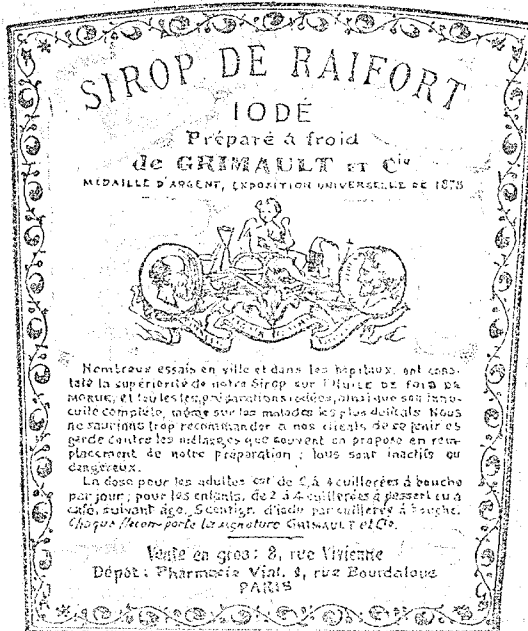 SIROP DE RAIFORT
IODÉ
Préparé à froid
de GRIMAULT ET Cie
MÉDAILLE D'ARGENT, EXPOSITION UNIVERSELLE DE 1878
Nombreux essais en ville et dans les hôpitaux, ont cons-
taté la supériorité de notre Sirop sur l'HUILE DE FOIE DE
MORUE, et toutes les préparations iodées, ainsi que son inno-
cuité complète, même sur les malades les plus délicats. Nous
ne saurions trop recommander à nos clients de se tenir en
garde contre les mélanges que souvent on propose en rem-
placement de notre préparation ; tous sont inactifs ou
dangereux.
La dose pour les adultes est de 2 à 4 cuillerées à bouche
par jour ; pour les enfants, de 2 à 4 cuillerées à dessert ou à
café, suivant âge. 5 centigr. d'iode par cuillerée à bouche.
Chaque flacon porte la signature GRIMAULT et Cie.
Vente en gros : 8, rue Vivienne
Dépôt : Pharmacie Vial, 1, rue Bourdaloue
PARIS